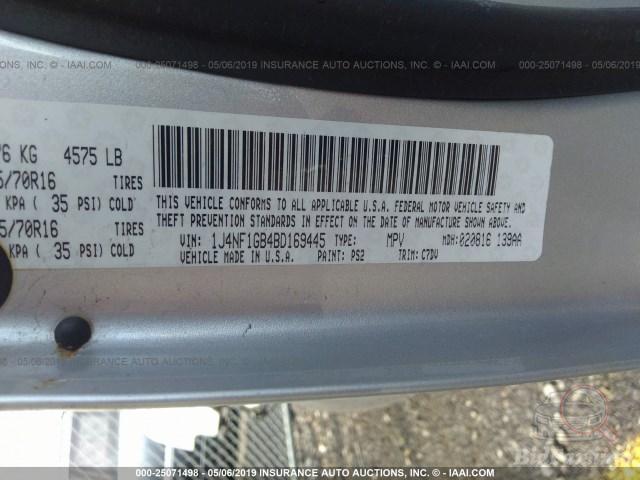 000-25071498 - 05/06/2019 INSURANCE AUTO AUCTIONS, INC. - © IAAI.COM
6 KG 4575 LB
/70R16 TIRES
KPA ( 35 PSI) COLD
5/70R16 TIRES
KPA ( 35 PSI) COLD
THIS VEHICLE CONFORMS TO ALL APPLICABLE U.S.A. FEDERAL MOTOR VEHICLE SAFETY AND
THEFT PREVENTION STANDARDS IN EFFECT ON THE DATE OF MANUFACTURE SHOWN ABOVE.
VIN: 1J4NF1GB4BD169445 TYPE: MPV MDH:020816 139AA
VEHICLE MADE IN U.S.A. PAINT: PS2 TRIM: C7DV
000-25071498 - 05/06/2019 INSURANCE AUTO AUCTIONS, INC. - © IAAI.COM
000-25071498 - 05/06/2019 INSURANCE AUTO AUCTIONS, INC. - © IAAI.COM